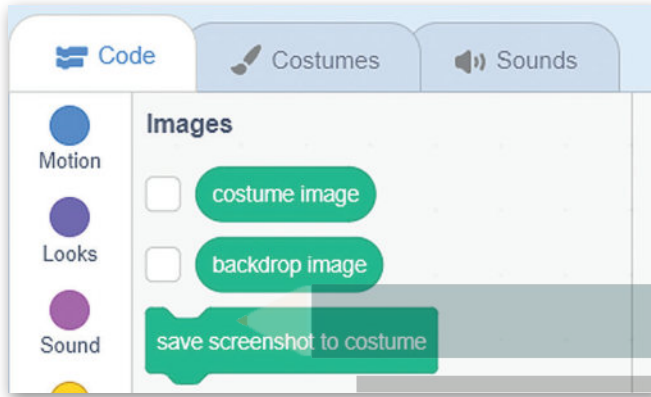 Code Costumes Sounds
Images
Motion
costume image
Looks
backdrop image
Sound
save screenshot to costume